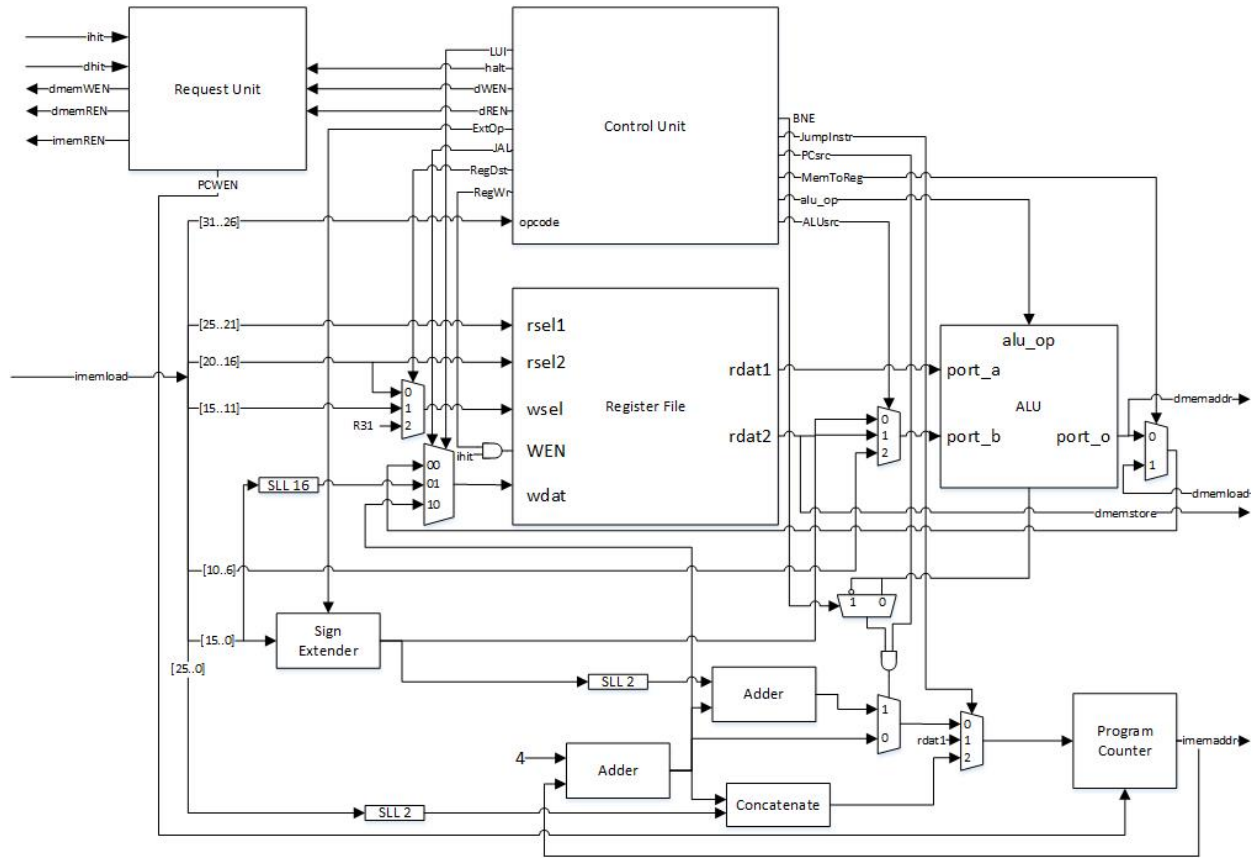 ihit
dhit
dmemWEN
dmemREN
imemREN
Request Unit
PCWEN
LUI
halt
dWEN
dREN
ExtOp
JAL
RegDst
RegWr
opcode
Control Unit
BNE
JumpInstr
PCsrc
MemToReg
alu_op
ALUsrc
[31..26]
[25..21]
[20..16]
[15..11]
imemload
R31
0
1
2
rsel1
rsel2
wsel
WEN
wdat
Register File
rdat1
rdat2
ihit
00
01
10
SLL 16
0
1
2
alu_op
port_a
ALU
port_b
port_o
0
1
dmemaddr
dmemload
dmemstore
[10..6]
[15..0]
[25..0]
Sign
Extender
1 0
SLL 2
Adder
1
0
4
Adder
rdat1
0
1
2
Program
Counter
imemaddr
SLL 2
Concatenate